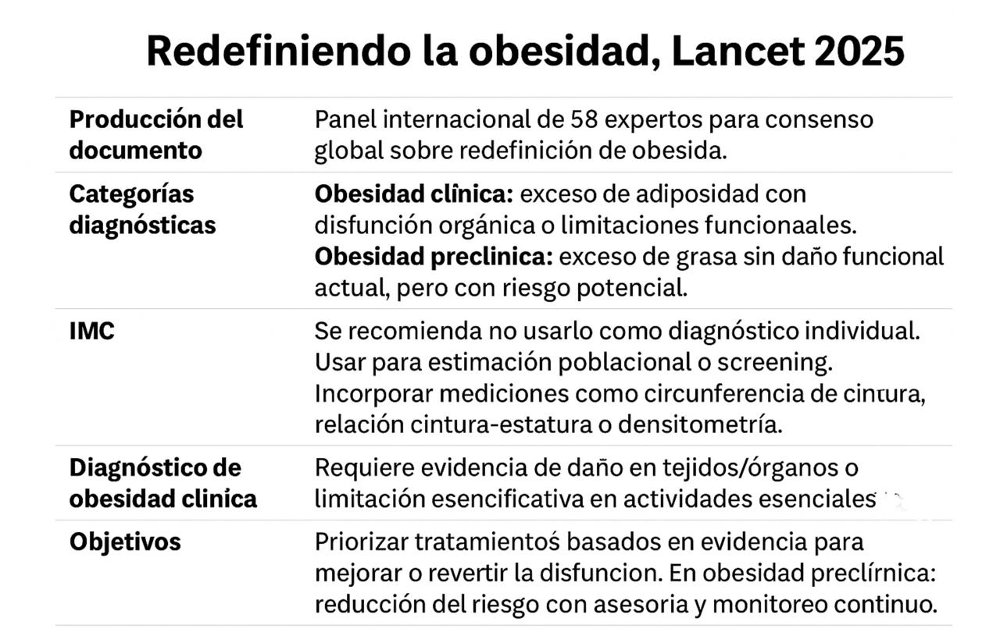 Redefiniendo la obesidad, Lancet 2025
Producción del
documento
Panel internacional de 58 expertos para consenso
global sobre redefinición de obesida.
Categorías
diagnósticas
Obesidad clînica: exceso de adiposidad con
disfunción orgánica o limitaciones funcionaales.
Obesidad preclinica: exceso de grasa sin daño funcional
actual, pero con riesgo potencial.
IMC
Se recomienda no usarlo como diagnóstico individual.
Usar para estimación poblacional o screening.
Incorporar mediciones como circunferencia de cintura,
relación cintura-estatura o densitometría.
Diagnóstico de
obesidad cliníca
Requiere evidencia de daño en tejidos/órganos o
limitación esencificativa en actividades esenciales
Objetivos
Priorizar tratamientoś basados en evidencia para
mejorar o revertir la disfuncion. En obesidad preclírnica:
reducción del riesgo con asesoria y monitoreo continuo.